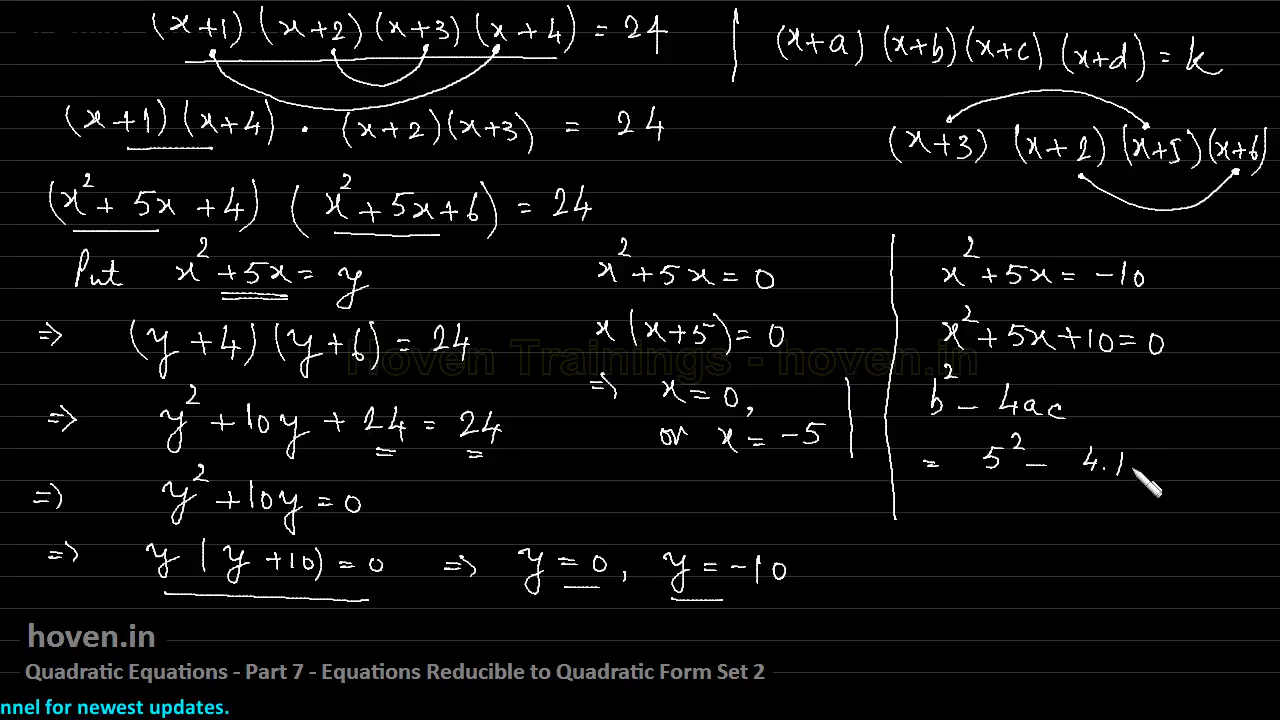 (x+1) (x+2) (x+3) (x+4) = 24
(x+a) (x+b) (x+c) (x+d) = k
(x+1) (x+4) . (x+2) (x+3) = 24
(x+3) (x+2) (x+5) (x+6)
(x² + 5x + 4) (x² + 5x + 6) = 24
Put x² + 5x = y
⇒ (y + 4) (y + 6) = 24
⇒ y² + 10y + 24 = 24
⇒ y² + 10y = 0
⇒ y (y + 10) = 0 ⇒ y = 0, y = -10
x² + 5x = 0
x (x + 5) = 0
⇒ x = 0,
or x = -5
x² + 5x = -10
x² + 5x + 10 = 0
b² - 4ac
= 5² - 4.1
Hoven Trainings - hoven.in
hoven.in
Quadratic Equations - Part 7 - Equations Reducible to Quadratic Form Set 2
nnel for newest updates.